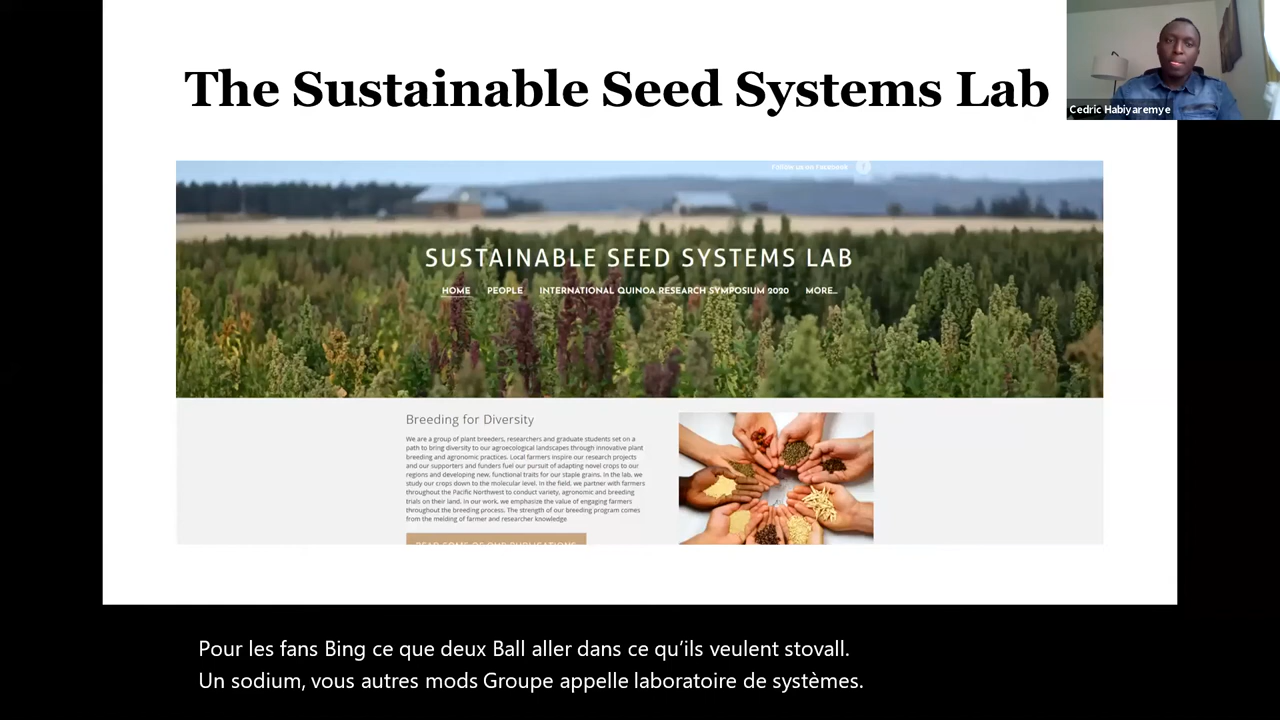 The Sustainable Seed Systems Lab
Cedric Habiyaremye
Follow us on Facebook
SUSTAINABLE SEED SYSTEMS LAB
HOME PEOPLE INTERNATIONAL QUINOA RESEARCH SYMPOSIUM 2020 MORE...
Breeding for Diversity
We are a group of plant breeders, researchers and graduate students set on a
path to bring diversity to our agroecological landscapes through innovative plant
breeding and agronomic practices. Local farmers inspire our research projects
and our supporters and funders fuel our pursuit of adapting novel crops to our
regions and developing new, functional traits for our staple grains. In the lab, we
study our crops down to the molecular level. In the field, we partner with farmers
throughout the Pacific Northwest to conduct variety, agronomic and breeding
trials on their land. In our work, we emphasize the value of engaging farmers
throughout the breeding process. The strength of our breeding program comes
from the melding of farmer and researcher knowledge
READ SOME OF OUR PUBLICATIONS
Pour les fans Bing ce que deux Ball aller dans ce qu’ils veulent stovall.
Un sodium, vous autres mods Groupe appelle laboratoire de systèmes.